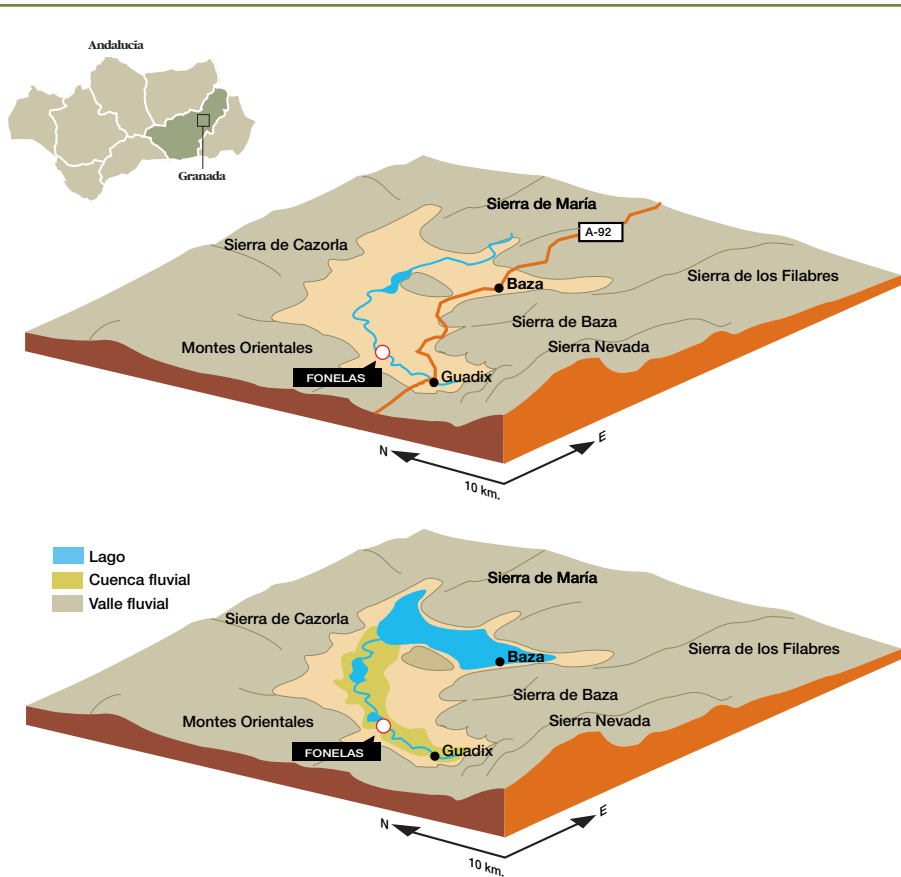 Andalucía
Granada
Sierra de María
A-92
Sierra de Cazorla
Sierra de los Filabres
Baza
Sierra de Baza
Montes Orientales
Sierra Nevada
FONELAS
Guadix
N
E
10 km.
Lago
Cuenca fluvial
Valle fluvial
Sierra de María
Sierra de Cazorla
Sierra de los Filabres
Baza
Sierra de Baza
Montes Orientales
Sierra Nevada
FONELAS
Guadix
N
E
10 km.